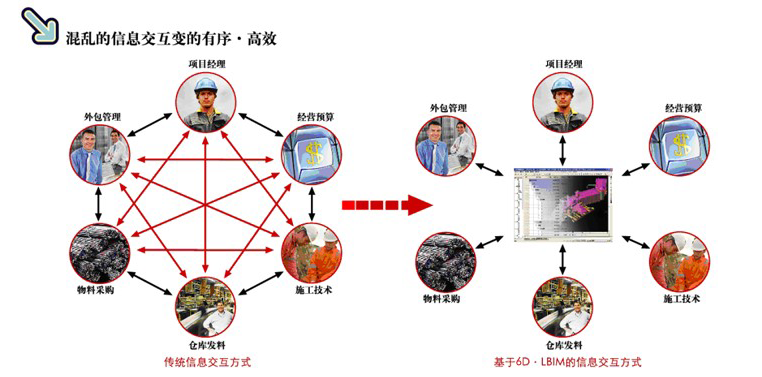 混乱的信息交互变的有序·高效
项目经理
外包管理
经营预算
物料采购
施工技术
仓库发料
传统信息交互方式
项目经理
外包管理
经营预算
物料采购
施工技术
仓库发料
基于6D·LBIM的信息交互方式